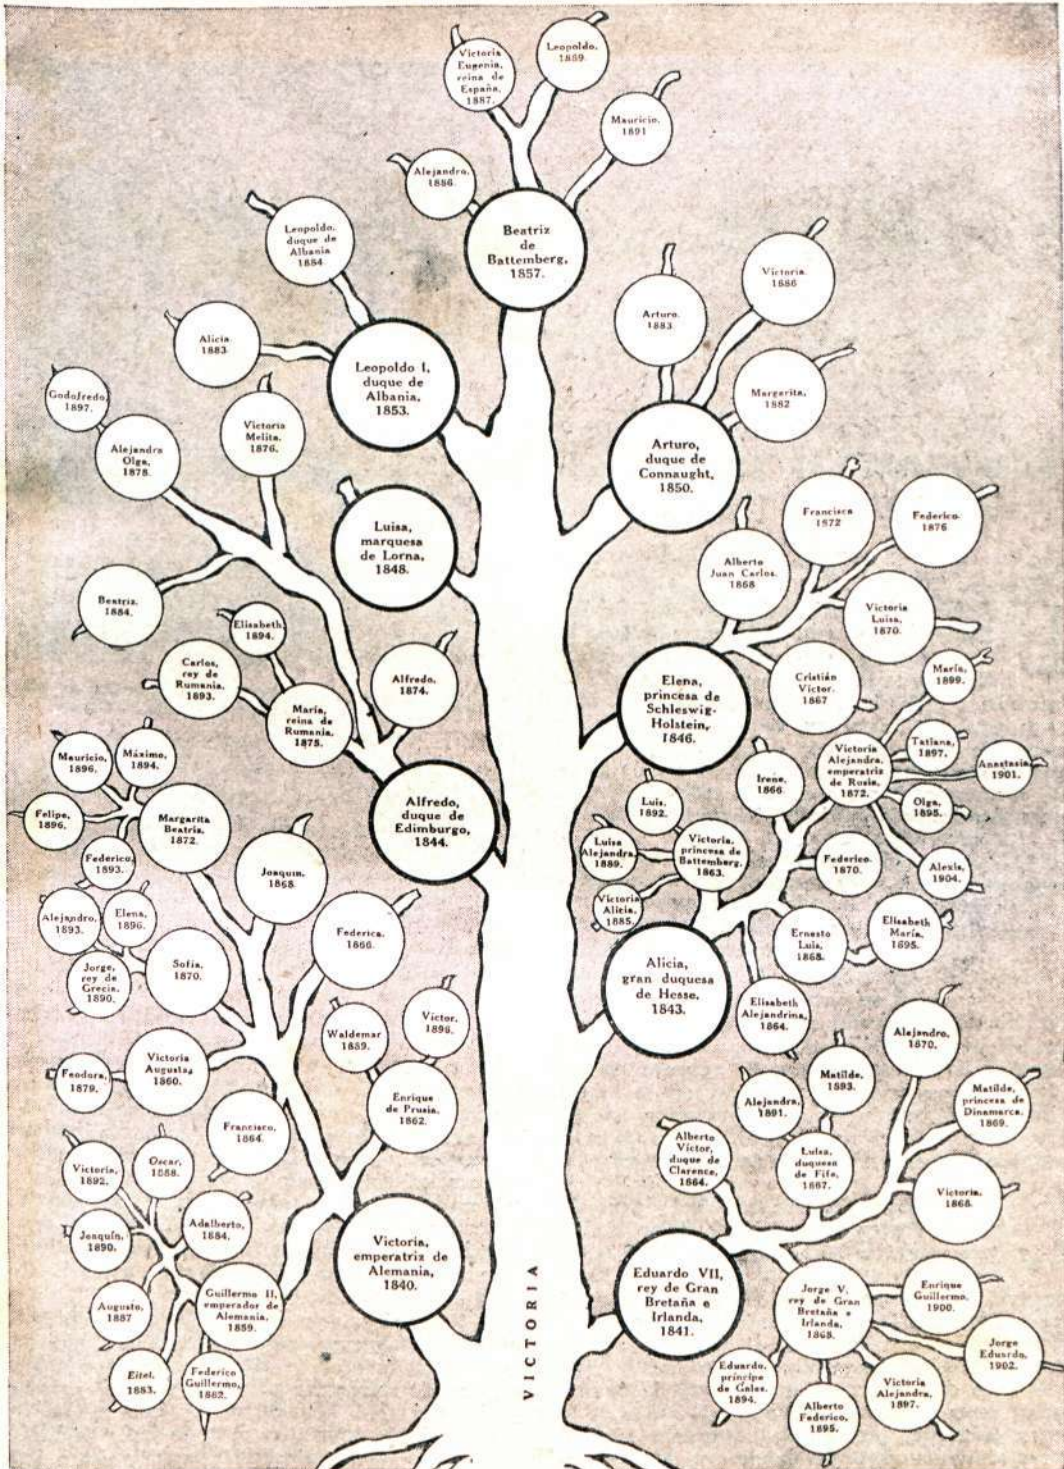 Victoria
Eugenia,
reina de
España,
1887.
Leopoldo.
1889.
Mauricio.
1891
Alejandro.
1886.
Beatriz
de
Battemberg,
1857.
Leopoldo,
duque de
Albania
1884
Alicia
1883
Leopoldo I,
duque de
Albania,
1853.
Arturo.
1883
Victoria.
1886
Margarita,
1882
Arturo,
duque de
Connaught,
1850.
Godofredo,
1897.
Alejandra
Olga,
1878.
Victoria
Melita.
1876.
Beatriz.
1884.
Luisa,
marquesa
de Lorna,
1848.
Francisca
1872
Federico.
1876
Alberto
Juan Carlos.
1868
Victoria
Luisa,
1870.
Cristián
Víctor.
1867
Elena,
princesa de
Schleswig-
Holstein,
1846.
Elisabeth,
1894.
Carlos,
rey de
Rumania,
1893.
María,
reina de
Rumania,
1875.
Alfredo.
1874.
Alfredo,
duque de
Edimburgo,
1844.
María,
1899.
Tatiana,
1897.
Anastasia,
1901.
Victoria
Alejandra,
emperatriz
de Rusia,
1872.
Olga,
1895.
Alexis,
1904.
Irene,
1866.
Luis.
1892.
Luisa
Alejandra,
1889.
Victoria,
princesa de
Battemberg,
1863.
Victoria
Alicia,
1885.
Federico.
1870.
Ernesto
Luis,
1868.
Elisabeth
María,
1895.
Elisabeth
Alejandrina,
1864.
Alicia,
gran duquesa
de Hesse,
1843.
Mauricio,
1896.
Máximo,
1894.
Felipe,
1896.
Federico,
1893.
Margarita
Beatriz,
1872.
Joaquín.
1868.
Federica.
1866.
Alejandro,
1893.
Elena,
1896.
Jorge,
rey de
Grecia.
1890.
Sofía,
1870.
Waldemar
1889.
Víctor.
1896.
Feodora,
1879.
Victoria
Augusta,
1860.
Francisco,
1864.
Enrique
de Prusia.
1862.
Victoria,
1892.
Oscar,
1888.
Joaquín,
1890.
Adalberto,
1884.
Augusto,
1887
Guillermo II,
emperador de
Alemania,
1859.
Eitel.
1883.
Federico
Guillermo,
1882.
Victoria,
emperatriz de
Alemania,
1840.
VICTORIA
Alejandro,
1870.
Alejandra,
1891.
Matilde,
1893.
Matilde,
princesa de
Dinamarca,
1869.
Alberto
Víctor,
duque de
Clarence,
1864.
Luisa,
duquesa
de Fife,
1867.
Victoria.
1868.
Eduardo VII,
rey de Gran
Bretaña e
Irlanda,
1841.
Jorge V,
rey de Gran
Bretaña e
Irlanda,
1865.
Enrique
Guillermo,
1900.
Jorge
Eduardo,
1902.
Eduardo,
príncipe
de Gales.
1894.
Alberto
Federico,
1895.
Victoria
Alejandra,
1897.